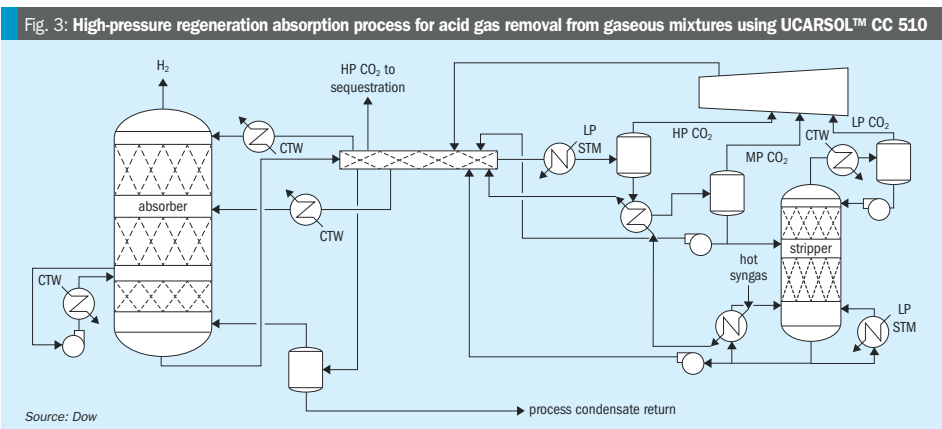 Fig. 3: High-pressure regeneration absorption process for acid gas removal from gaseous mixtures using UCARSOL™ CC 510
H₂
HP CO₂ to
sequestration
CTW
LP
STM
HP CO₂
MP CO₂
LP CO₂
CTW
absorber
CTW
stripper
hot
syngas
CTW
LP
STM
process condensate return
Source: Dow